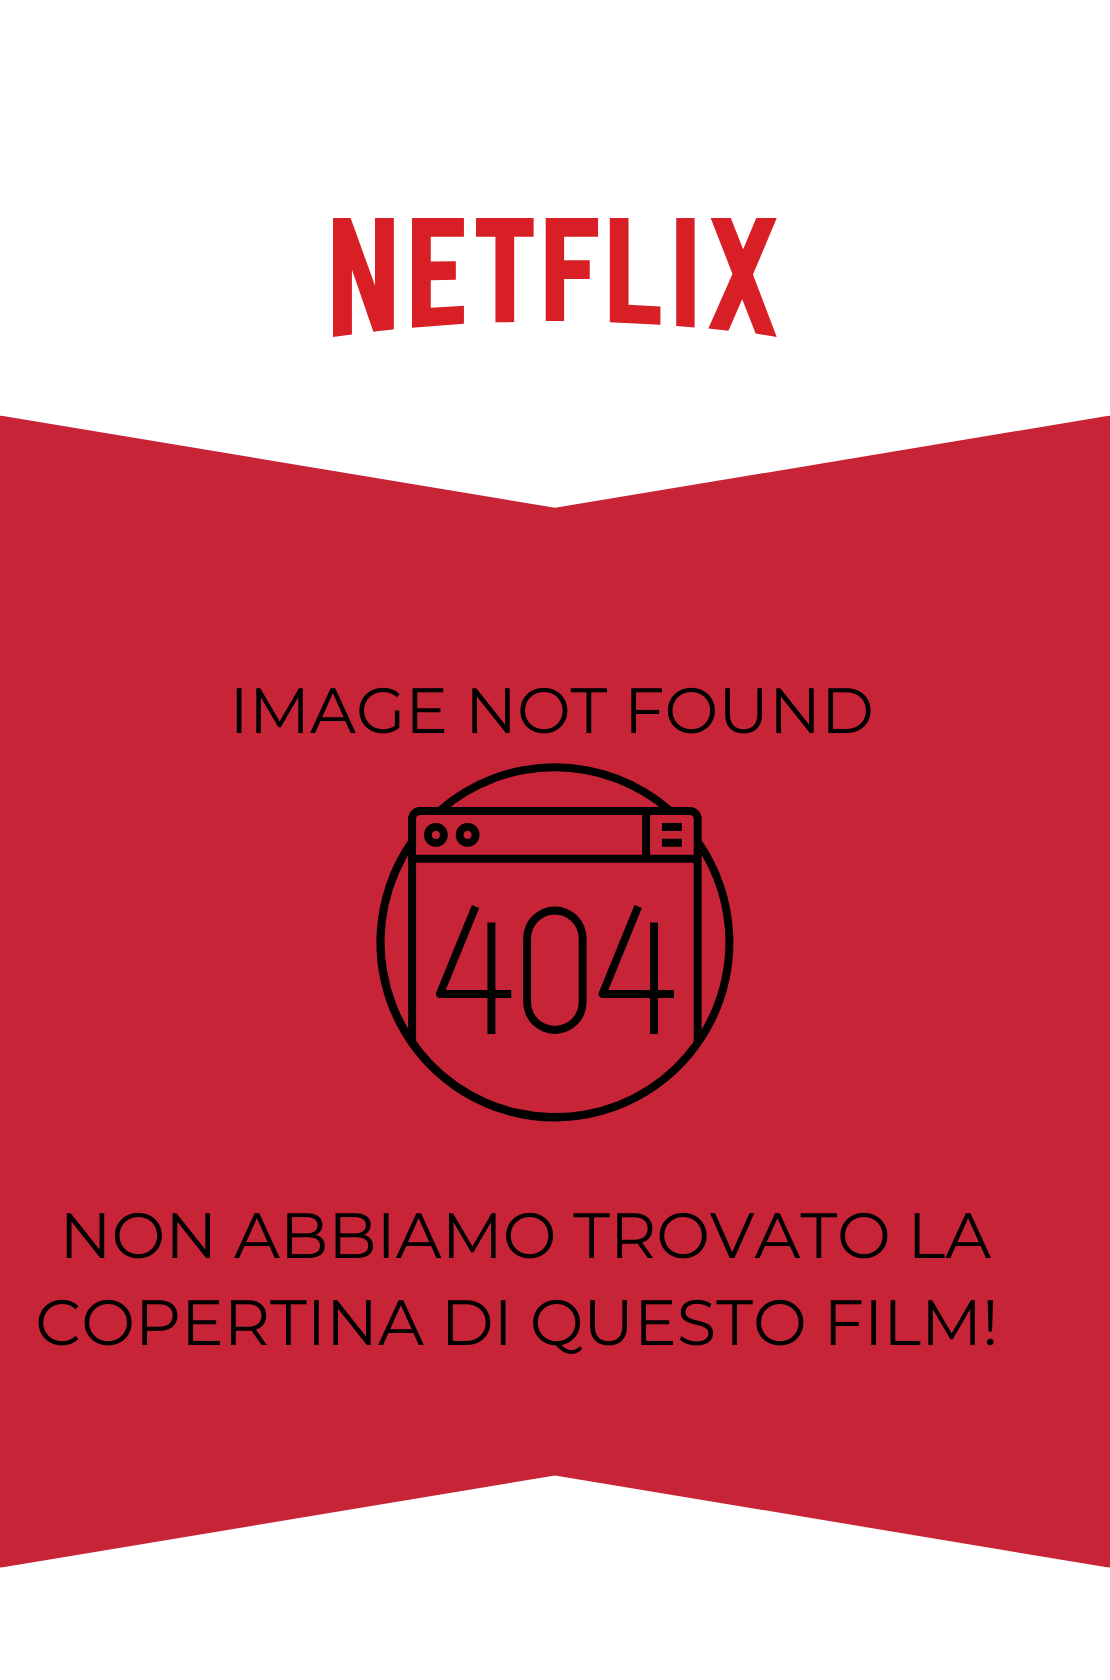 NETFLIX
IMAGE NOT FOUND
404
NON ABBIAMO TROVATO LA
COPERTINA DI QUESTO FILM!